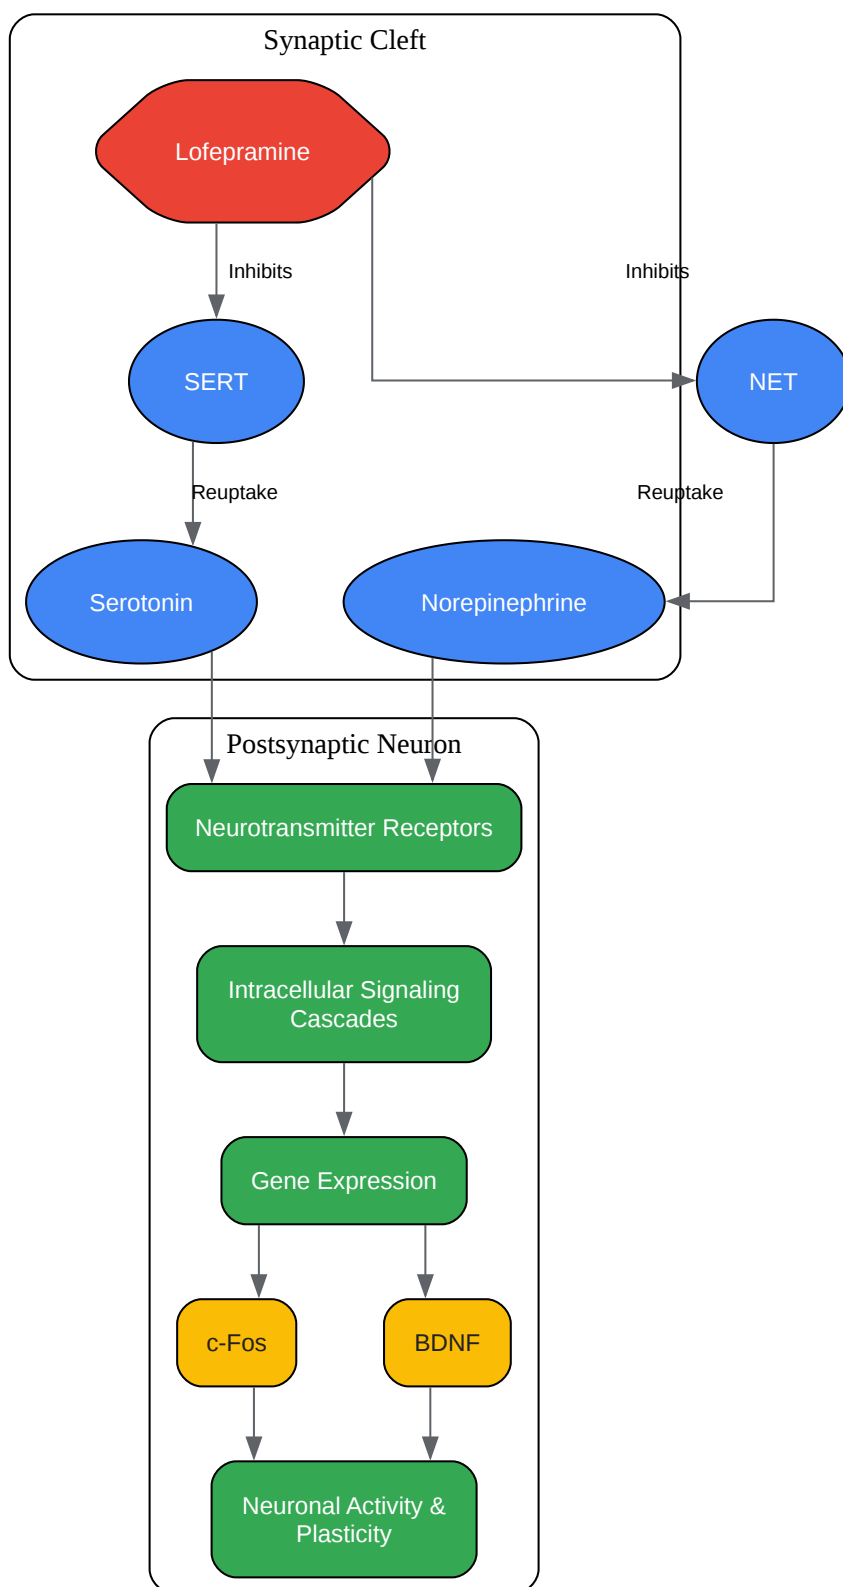 Synaptic Cleft
Lofepramine
Inhibits
Inhibits
SERT
NET
Reuptake
Reuptake
Serotonin
Norepinephrine
Postsynaptic Neuron
Neurotransmitter Receptors
Intracellular Signaling
Cascades
Gene Expression
c-Fos
BDNF
Neuronal Activity &
Plasticity